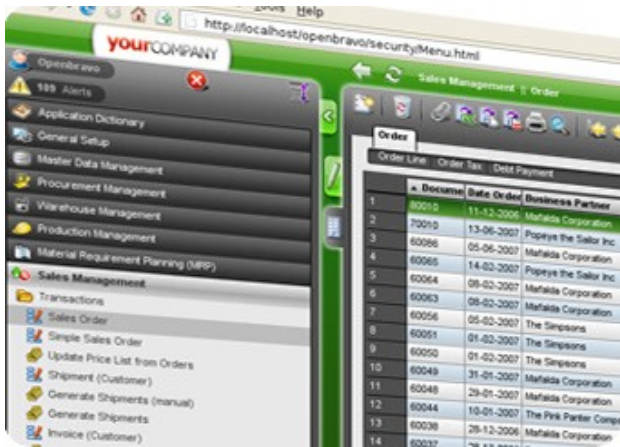 Tools Help
http://localhost/openbravo/security/Menu.html
yourCOMPANY
Openbravo
109 Alerts
Application Dictionary
General Setup
Master Data Management
Procurement Management
Warehouse Management
Production Management
Material Requirement Planning (MRP)
Sales Management
Transactions
Sales Order
Simple Sales Order
Update Price List from Orders
Shipment (Customer)
Generate Shipments (manual)
Generate Shipments
Invoice (Customer)
Sales Management || Order
Order
Order Line Order Tax Debt Payment
Docume Date Order Business Partner
1 80010 11-12-2006 Mafalda Corporation
2 70010 13-06-2007 Popeye the Sailor Inc
3 60086 05-06-2007 Mafalda Corporation
4 60065 14-02-2007 Popeye the Sailor Inc
5 60064 08-02-2007 Mafalda Corporation
6 60063 08-02-2007 Mafalda Corporation
7 60056 05-02-2007 The Simpsons
8 60051 01-02-2007 The Simpsons
9 60050 01-02-2007 The Simpsons
10 60049 31-01-2007 Mafalda Corporation
11 60048 29-01-2007 Mafalda Corporation
12 60044 10-01-2007 The Pink Panter Comp
13 60038 28-12-2006 Mafalda Corporation
14 60037